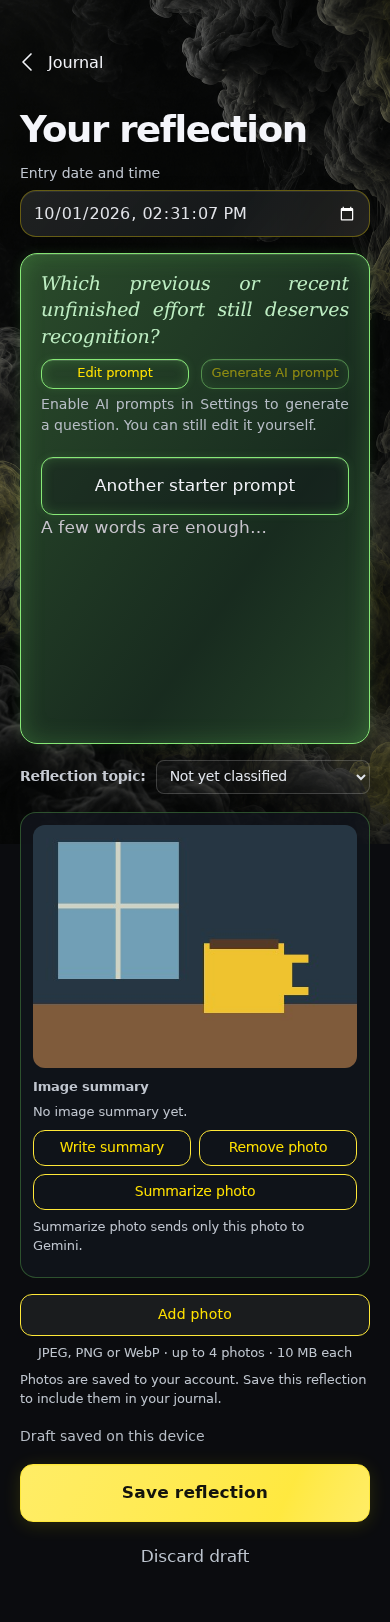 Journal
Your reflection
Entry date and time
10/01/2026, 02:31:07 PM
Which previous or recent
unfinished effort still deserves
recognition?
Edit prompt
Generate AI prompt
Enable AI prompts in Settings to generate
a question. You can still edit it yourself.
Another starter prompt
A few words are enough...
Reflection topic:
Not yet classified
Image summary
No image summary yet.
Write summary
Remove photo
Summarize photo
Summarize photo sends only this photo to
Gemini.
Add photo
JPEG, PNG or WebP · up to 4 photos · 10 MB each
Photos are saved to your account. Save this reflection
to include them in your journal.
Draft saved on this device
Save reflection
Discard draft